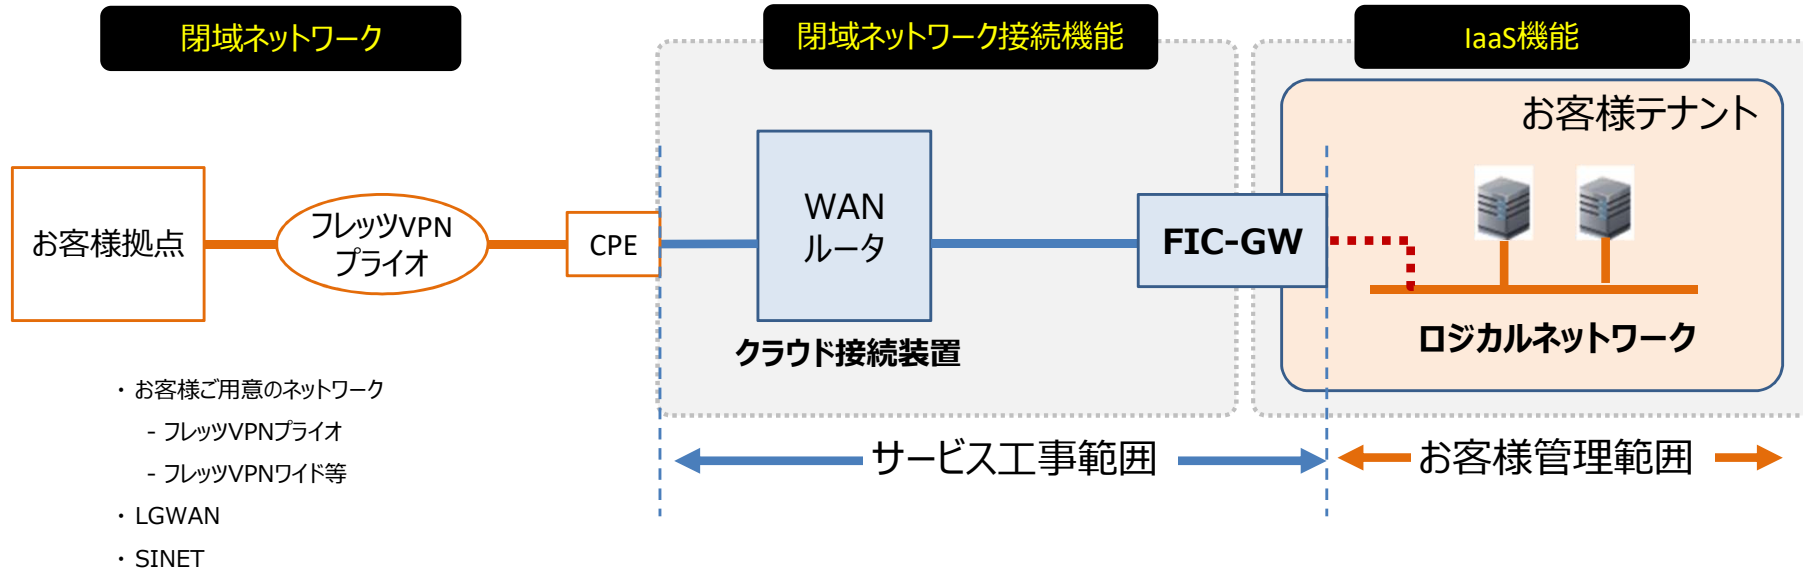 閉域ネットワーク
閉域ネットワーク接続機能
IaaS機能
お客様テナント
お客様拠点
フレッツVPN
プライオ
CPE
WAN
ルータ
FIC-GW
クラウド接続装置
ロジカルネットワーク
・お客様ご用意のネットワーク
- フレッツVPNプライオ
- フレッツVPNワイド等
・LGWAN
・SINET
サービス工事範囲
お客様管理範囲